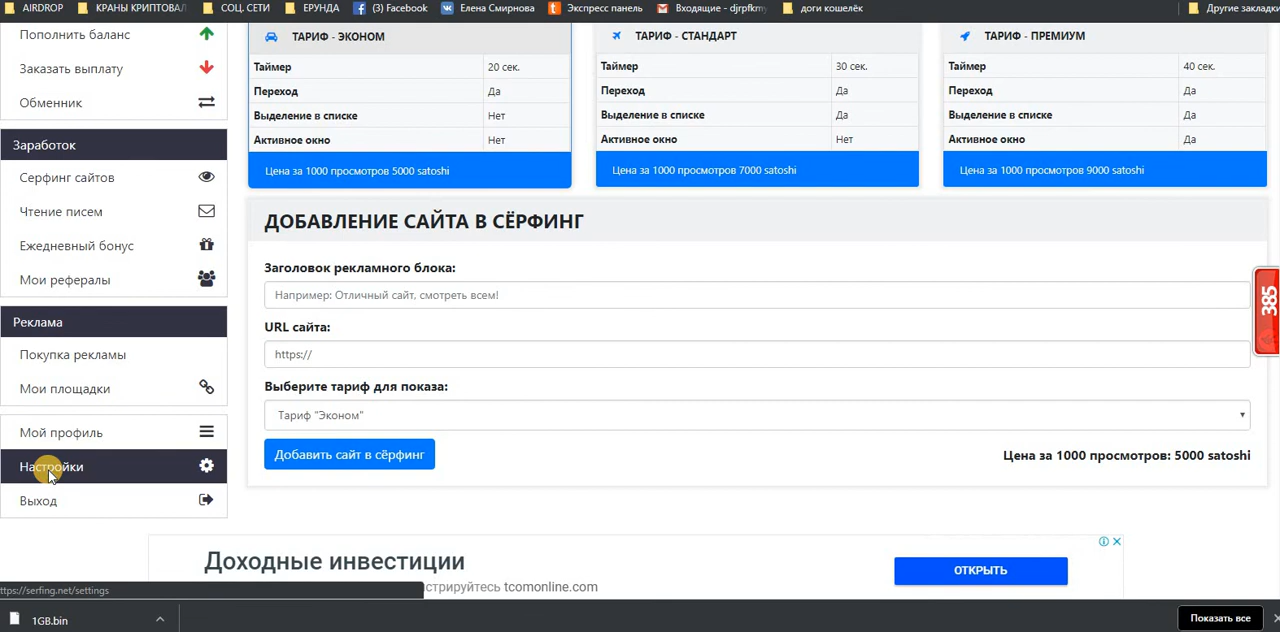 AIRDROP КРАНЫ КРИПТОВАЛ СОЦ. СЕТИ ЕРУНДА (3) Facebook Елена Смирнова Экспресс панель Входящие - djrpfkmy доги кошелёк Другие закладки
Пополнить баланс
Заказать выплату
Обменник
Заработок
Серфинг сайтов
Чтение писем
Ежедневный бонус
Мои рефералы
Реклама
Покупка рекламы
Мои площадки
Мой профиль
Настройки
Выход
ТАРИФ - ЭКОНОМ
Таймер 20 сек.
Переход Да
Выделение в списке Нет
Активное окно Нет
Цена за 1000 просмотров 5000 satoshi
ТАРИФ - СТАНДАРТ
Таймер 30 сек.
Переход Да
Выделение в списке Да
Активное окно Нет
Цена за 1000 просмотров 7000 satoshi
ТАРИФ - ПРЕМИУМ
Таймер 40 сек.
Переход Да
Выделение в списке Да
Активное окно Да
Цена за 1000 просмотров 9000 satoshi
ДОБАВЛЕНИЕ САЙТА В СЁРФИНГ
Заголовок рекламного блока:
Например: Отличный сайт, смотреть всем!
URL сайта:
https://
Выберите тариф для показа:
Тариф "Эконом"
Добавить сайт в сёрфинг
Цена за 1000 просмотров: 5000 satoshi
385
Доходные инвестиции
стрируйтесь tcomonline.com
ОТКРЫТЬ
ttps://serfing.net/settings
1GB.bin
Показать все